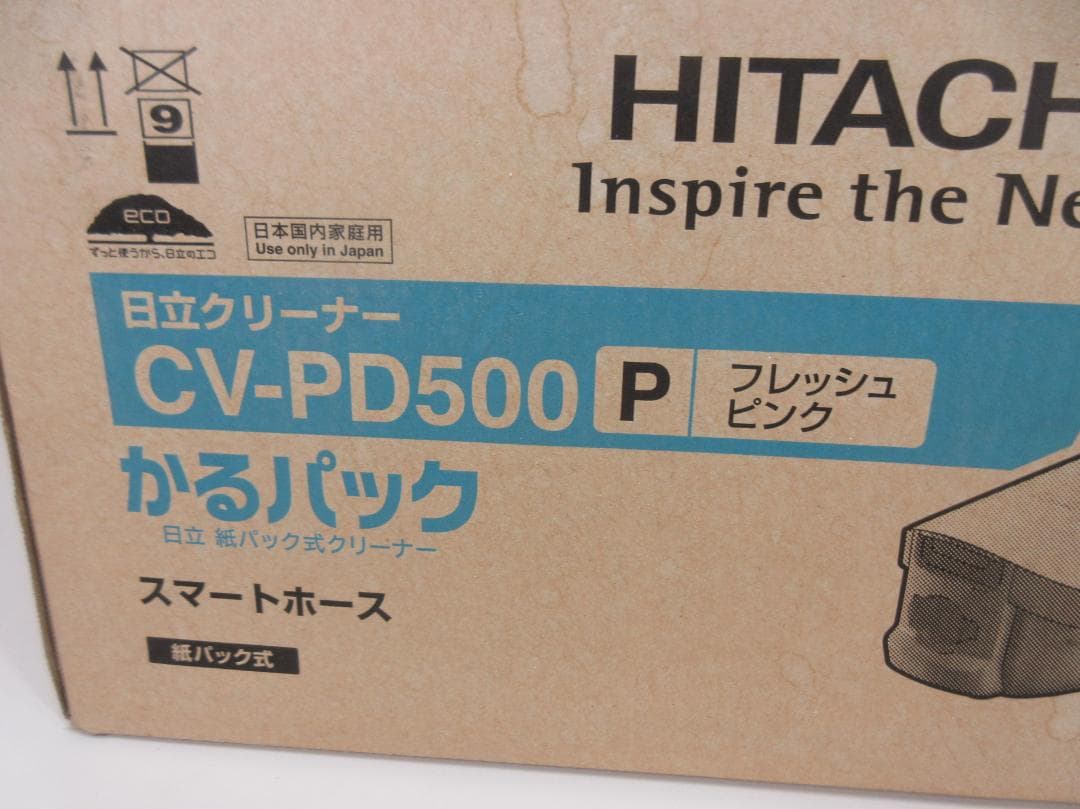 9
HITACH
Inspire the Ne
eco
ずっと使うから、日立のエコ
日本国内家庭用
Use only in Japan
日立クリーナー
CV-PD500 P フレッシュ
ピンク
かるパック
日立 紙パック式クリーナー
スマートホース
紙パック式